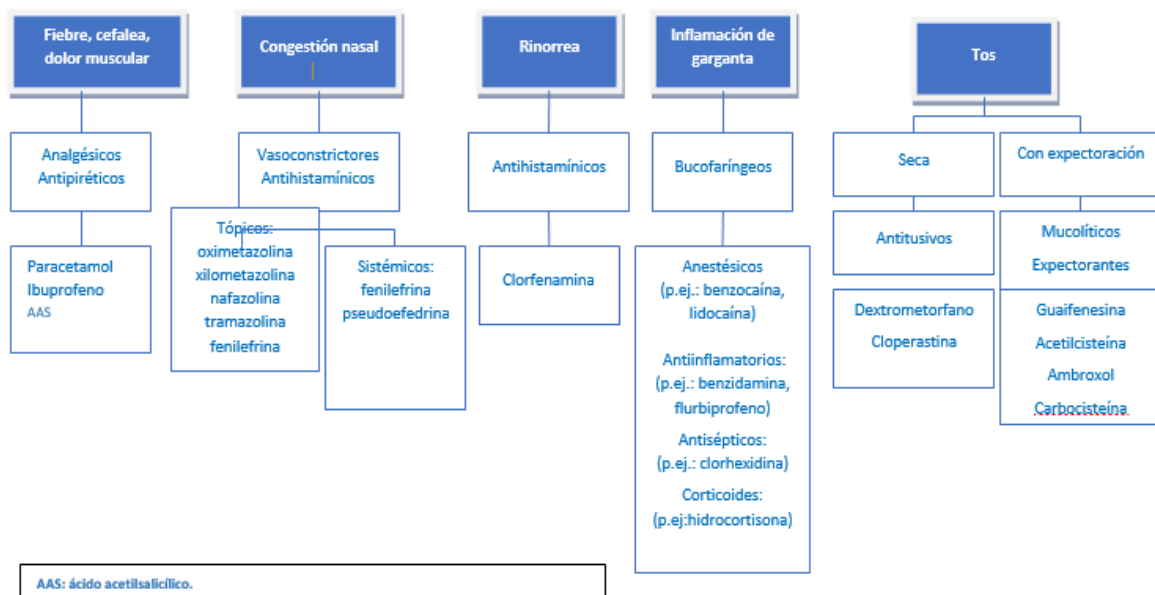 Fiebre, cefalea,
dolor muscular
Analgésicos
Antipiréticos
Paracetamol
Ibuprofeno
AAS
Congestión nasal
Vasoconstrictores
Antihistamínicos
Tópicos:
oximetazolina
xilometazolina
nafazolina
tramazolina
fenilefrina
Sistémicos:
fenilefrina
pseudoefedrina
Rinorrea
Antihistamínicos
Clorfenamina
Inflamación de
garganta
Bucofaríngeos
Anestésicos
(p.ej.: benzocaína,
lidocaína)
Antiinflamatorios:
(p.ej.: benzidamina,
flurbiprofeno)
Antisépticos:
(p.ej.: clorhexidina)
Corticoides:
(p.ej:hidrocortisona)
Tos
Seca
Antitusivos
Dextrometorfano
Cloperastina
Con expectoración
Mucolíticos
Expectorantes
Guaifenesina
Acetilcisteína
Ambroxol
Carbocisteína
AAS: ácido acetilsalicílico.